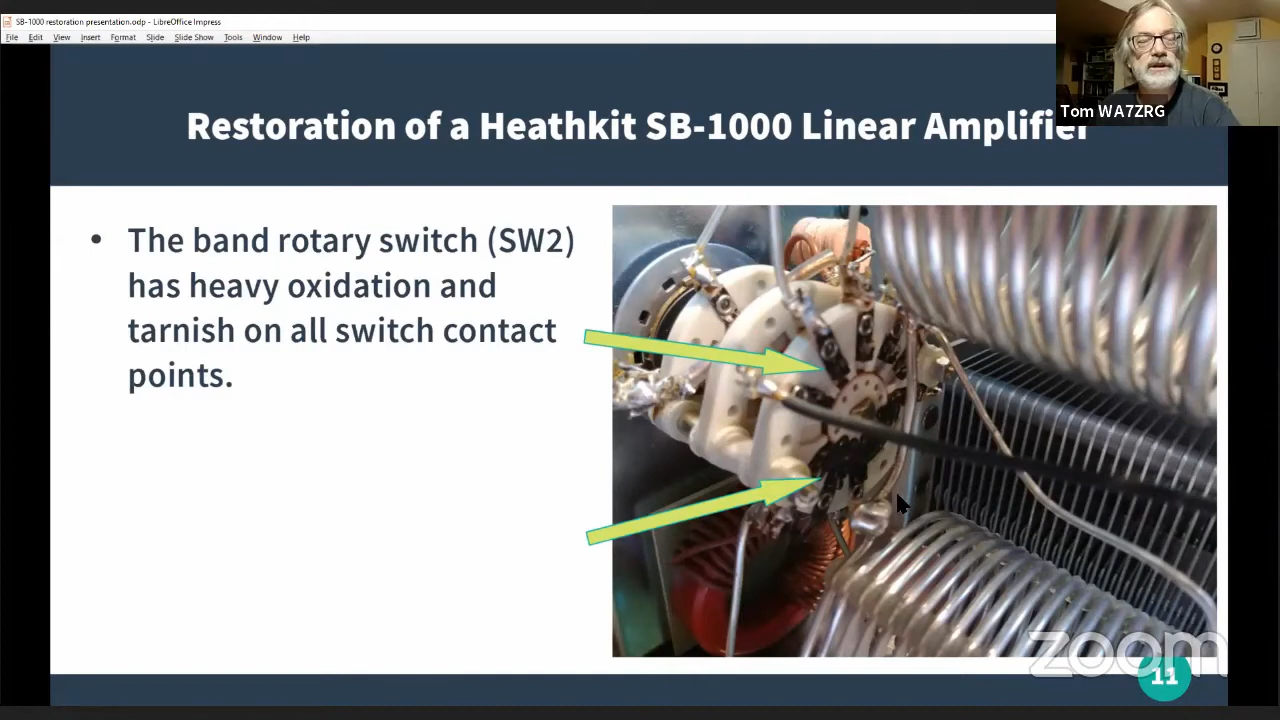 SB-1000 restoration presentation.odp - LibreOffice Impress
File Edit View Insert Format Slide Slide Show Tools Window Help
Tom WA7ZRG
Restoration of a Heathkit SB-1000 Linear Amplifier
• The band rotary switch (SW2)
has heavy oxidation and
tarnish on all switch contact
points.
zoom
11